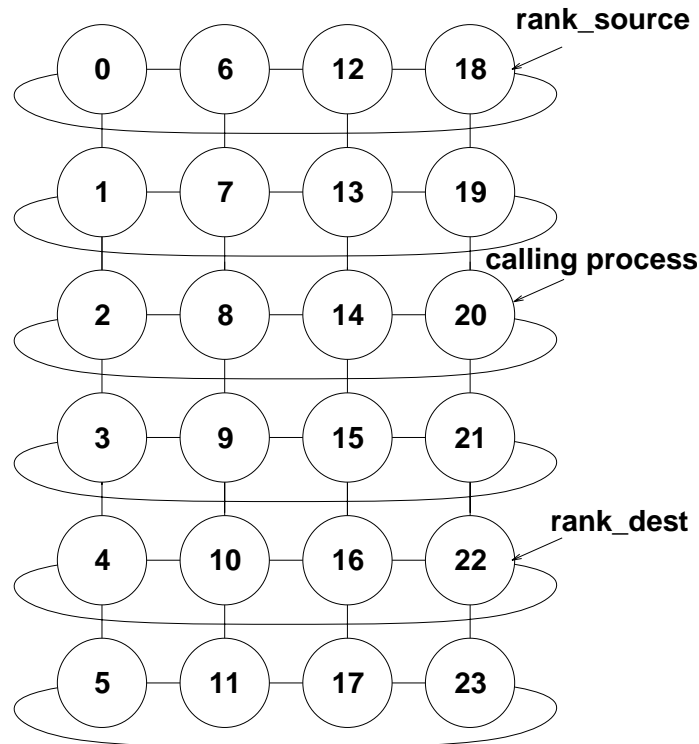 rank_source
0 6 12 18
1 7 13 19
calling process
2 8 14 20
3 9 15 21
rank_dest
4 10 16 22
5 11 17 23